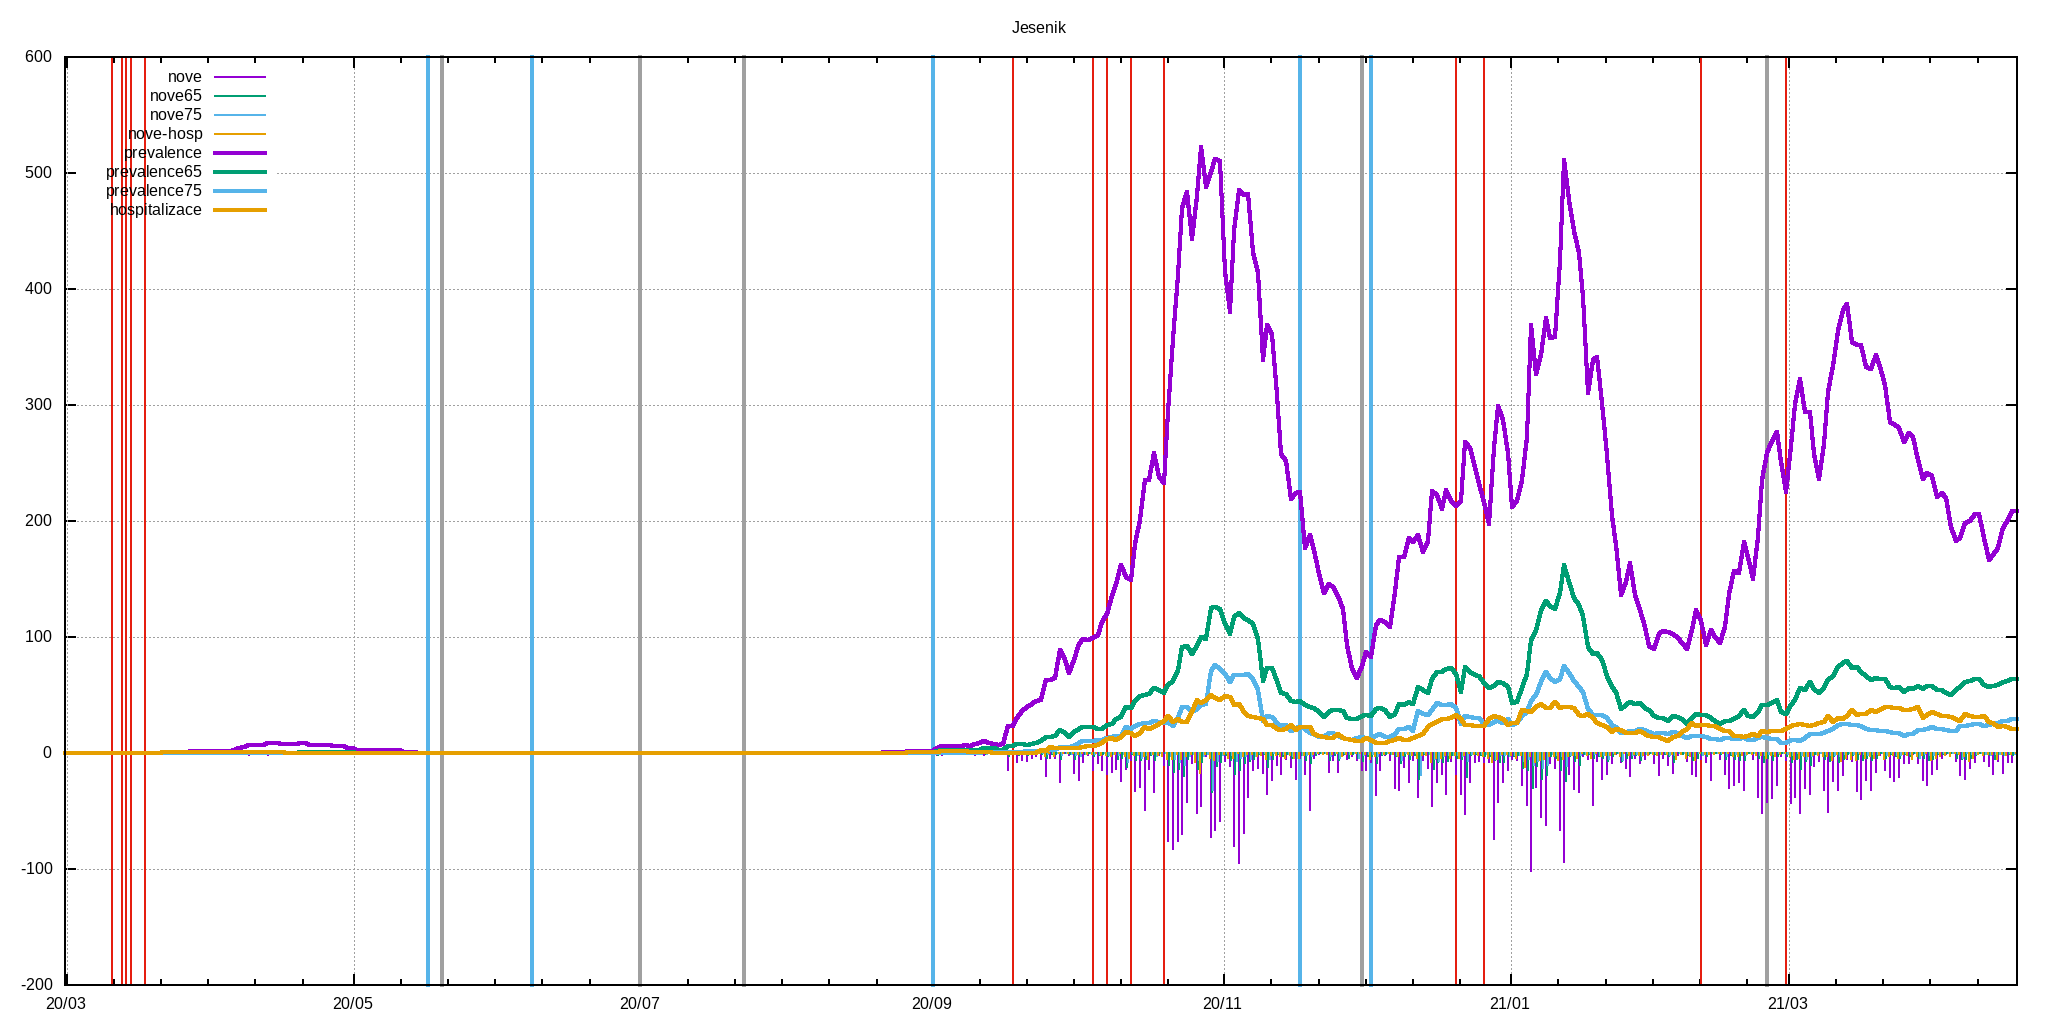 Jesenik
600
500
400
300
200
100
0
-100
-200
nove
nove65
nove75
nove-hosp
prevalence
prevalence65
prevalence75
hospitalizace
20/03
20/05
20/07
20/09
20/11
21/01
21/03